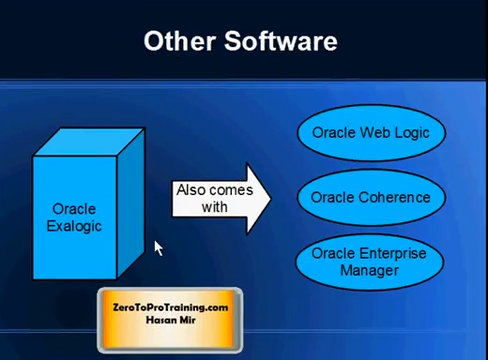 Other Software
Oracle
Exalogic
Also comes
with
Oracle Web Logic
Oracle Coherence
Oracle Enterprise
Manager
ZeroToProTraining.com
Hasan Mir